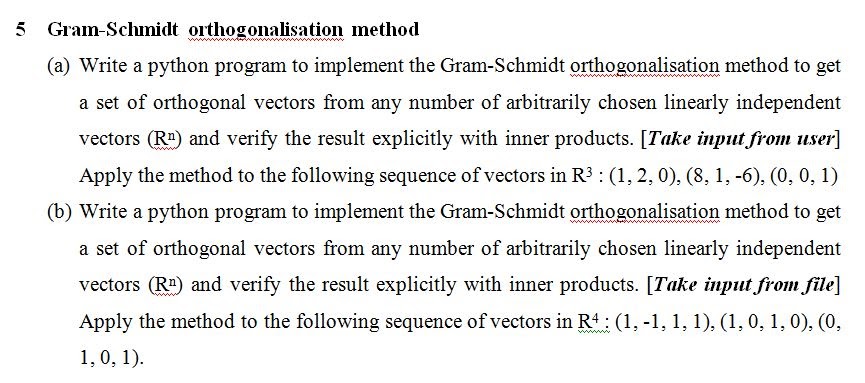 5 Gram-Schmidt orthogonalisation method
(a) Write a python program to implement the Gram-Schmidt orthogonalisation method to get
a set of orthogonal vectors from any number of arbitrarily chosen linearly independent
vectors (Rⁿ) and verify the result explicitly with inner products. [Take input from user]
Apply the method to the following sequence of vectors in R³ : (1, 2, 0), (8, 1, -6), (0, 0, 1)
(b) Write a python program to implement the Gram-Schmidt orthogonalisation method to get
a set of orthogonal vectors from any number of arbitrarily chosen linearly independent
vectors (Rⁿ) and verify the result explicitly with inner products. [Take input from file]
Apply the method to the following sequence of vectors in R⁴ : (1, -1, 1, 1), (1, 0, 1, 0), (0,
1, 0, 1).